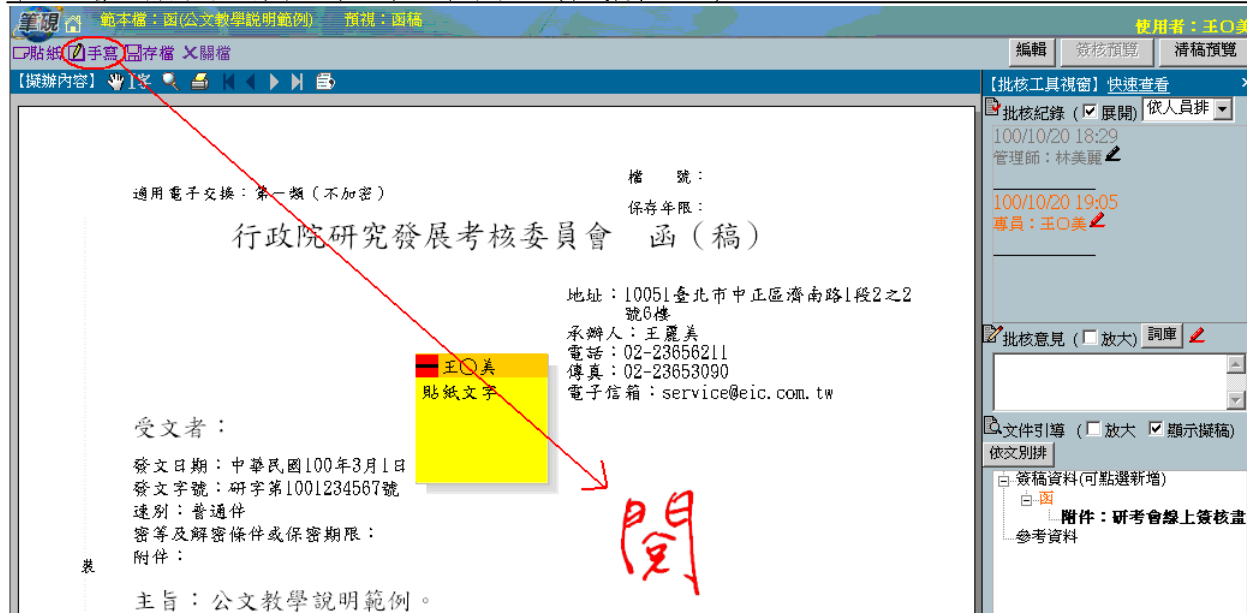 筆硯 範本檔：函(公文教學說明範例) 預視：函稿 使用者：王O美
貼紙 手寫 存檔 關檔 編輯 簽核預覽 清稿預覽
【擬辦內容】 字
【批核工具視窗】 快速查看
批核紀錄 ( 展開) 依人員排
100/10/20 18:29
管理師：林美麗
100/10/20 19:05
專員：王O美
批核意見 ( 放大) 詞庫
文件引導 ( 放大 顯示擬稿)
依文別排
簽稿資料(可點選新增)
函
附件：研考會線上簽核畫
參考資料
檔 號：
適用電子交換：第一類（不加密）
保存年限：
行政院研究發展考核委員會 函（稿）
地址：10051臺北市中正區濟南路1段2之2
號6樓
承辦人：王麗美
電話：02-23656211
傳真：02-23653090
電子信箱：service@eic.com.tw
王〇美
貼紙文字
受文者：
發文日期：中華民國100年3月1日
發文字號：研字第1001234567號
速別：普通件
密等及解密條件或保密期限：
附件：
閱
裝
主旨：公文教學說明範例。